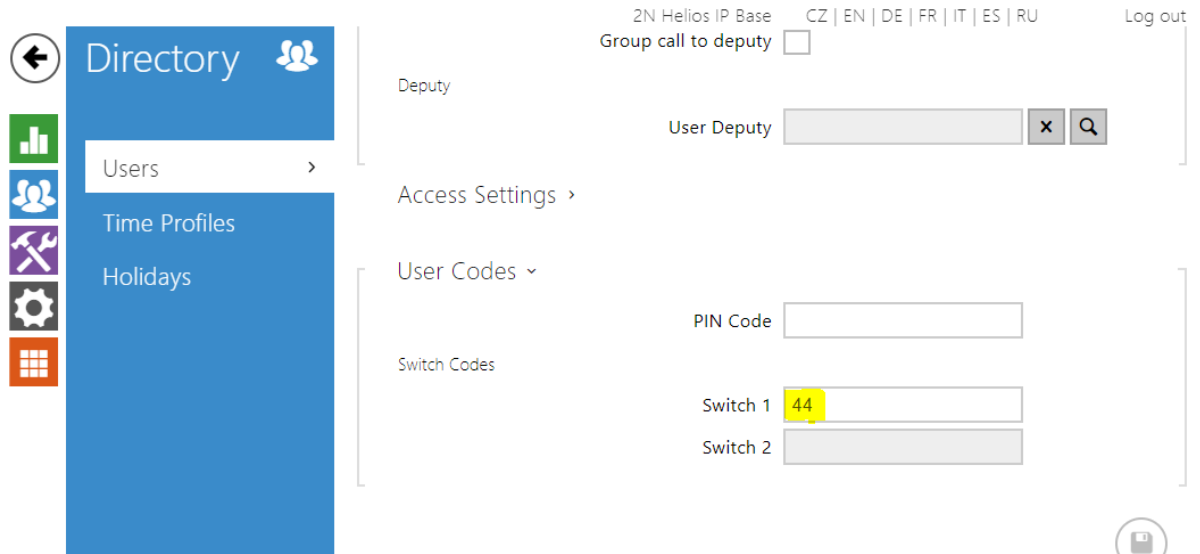 2N Helios IP Base CZ | EN | DE | FR | IT | ES | RU Log out
Directory
Users
Time Profiles
Holidays
Group call to deputy
Deputy
User Deputy
Access Settings
User Codes
PIN Code
Switch Codes
Switch 1 44
Switch 2